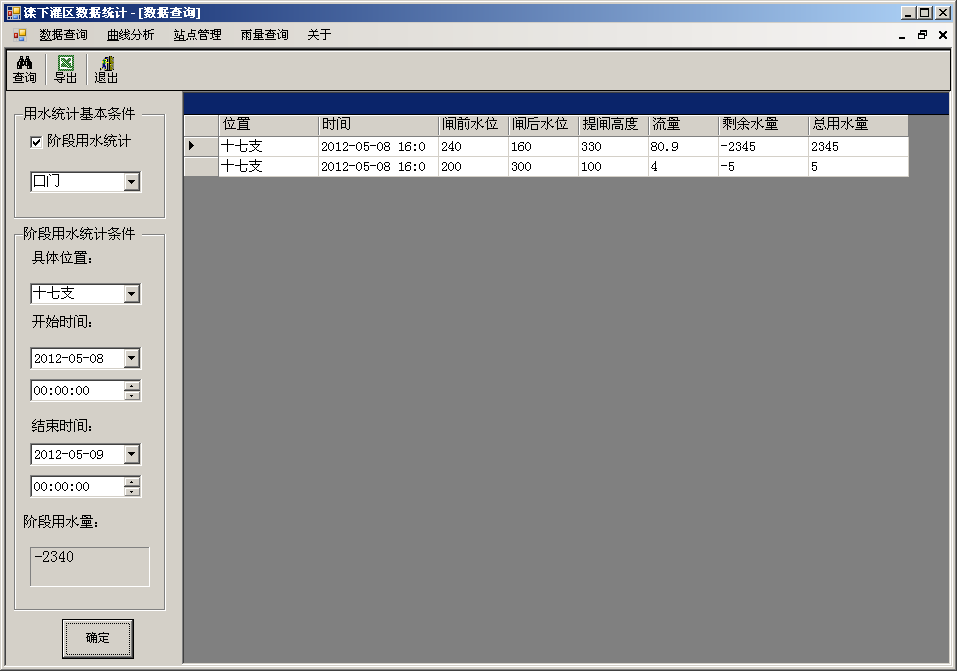 滦下灌区数据统计 - [数据查询]
数据查询 曲线分析 站点管理 雨量查询 关于
查询 导出 退出
用水统计基本条件
阶段用水统计
口门
阶段用水统计条件
具体位置：
十七支
开始时间：
2012-05-08
00:00:00
结束时间：
2012-05-09
00:00:00
阶段用水量：
-2340
确定
位置 时间 闸前水位 闸后水位 提闸高度 流量 剩余水量 总用水量
十七支 2012-05-08 16:0 240 160 330 80.9 -2345 2345
十七支 2012-05-08 16:0 200 300 100 4 -5 5